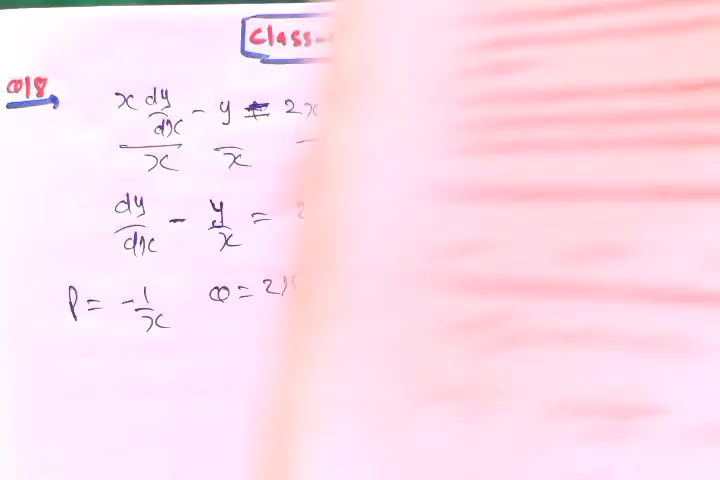 Class-
Q18
x dy/dx - y = 2x
x x
dy/dx - y/x =
P = -1/x Q = 2x